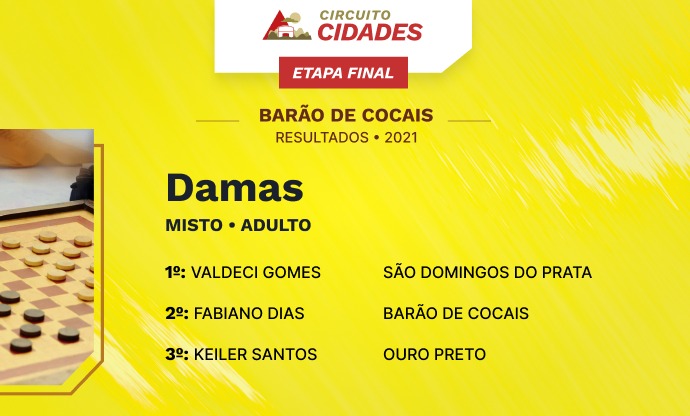 CIRCUITO
CIDADES
ETAPA FINAL
BARÃO DE COCAIS
RESULTADOS • 2021
Damas
MISTO • ADULTO
1º: VALDECI GOMES SÃO DOMINGOS DO PRATA
2º: FABIANO DIAS BARÃO DE COCAIS
3º: KEILER SANTOS OURO PRETO